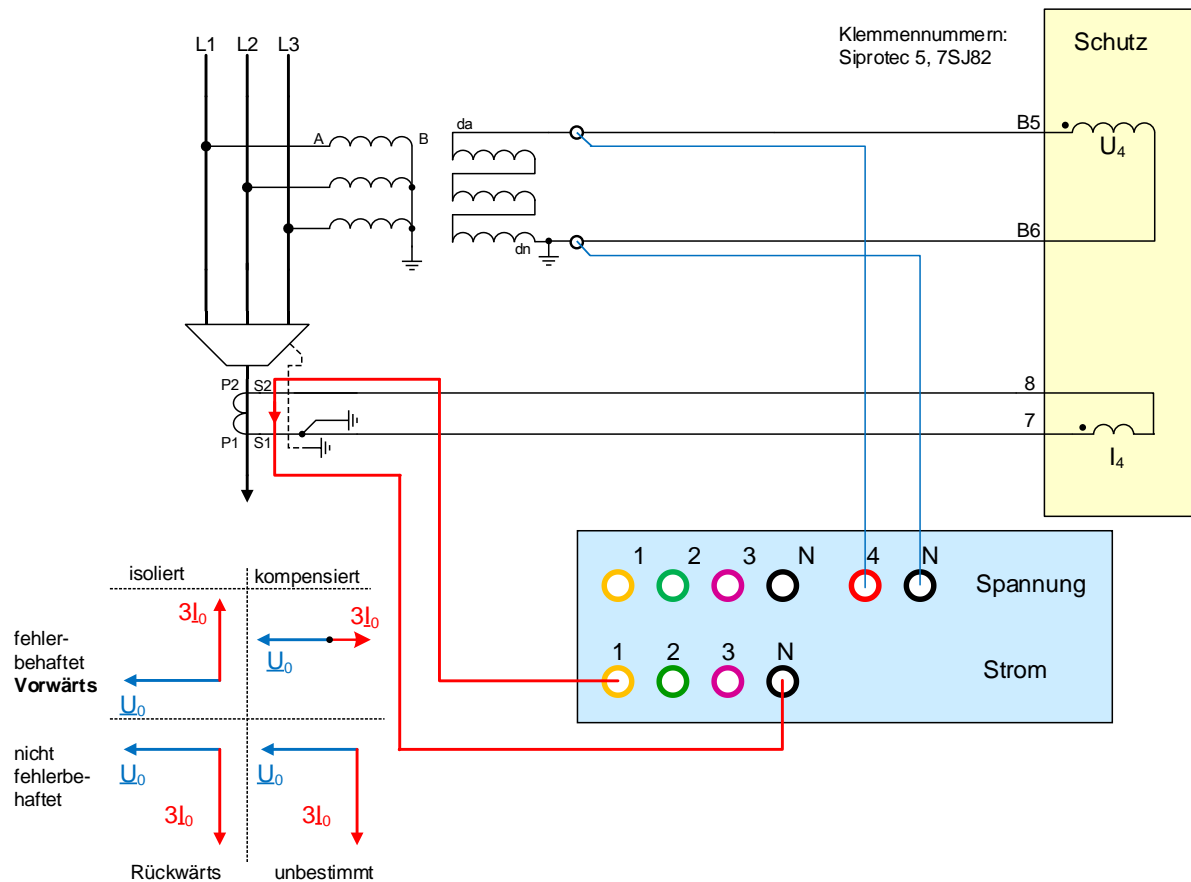 Klemmennummern:
Siprotec 5, 7SJ82
Schutz
L1 L2 L3
A B
da
dn
B5
U4
B6
P2 S2
P1 S1
8
7
I4
1 2 3 N 4 N
Spannung
1 2 3 N
Strom
isoliert kompensiert
fehler-
behaftet
Vorwärts
3I0
U0
3I0
U0
nicht
fehlerbe-
haftet
U0
3I0
U0
3I0
Rückwärts unbestimmt